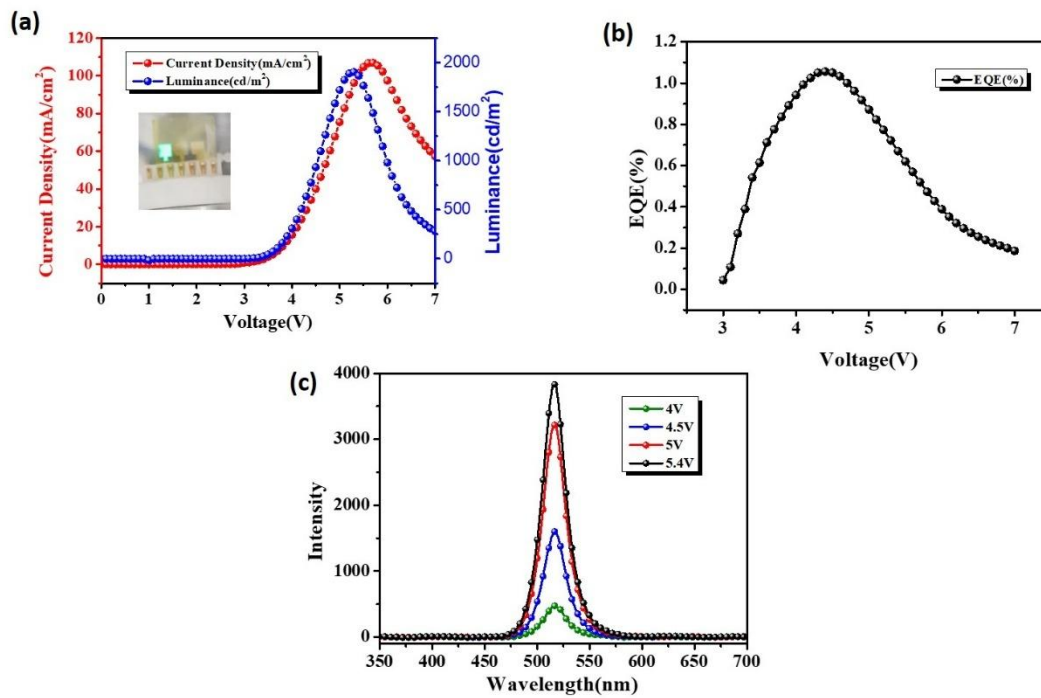 (a)
Current Density(mA/cm²)
120
100
80
60
40
20
0
Current Density(mA/cm²)
Luminance(cd/m²)
2000
1500
1000
500
0
Luminance(cd/m²)
0 1 2 3 4 5 6 7
Voltage(V)
(b)
EQE(%)
1.2
1.0
0.8
0.6
0.4
0.2
0.0
EQE(%)
3 4 5 6 7
Voltage(V)
(c)
Intensity
4000
3000
2000
1000
0
4V
4.5V
5V
5.4V
350 400 450 500 550 600 650 700
Wavelength(nm)